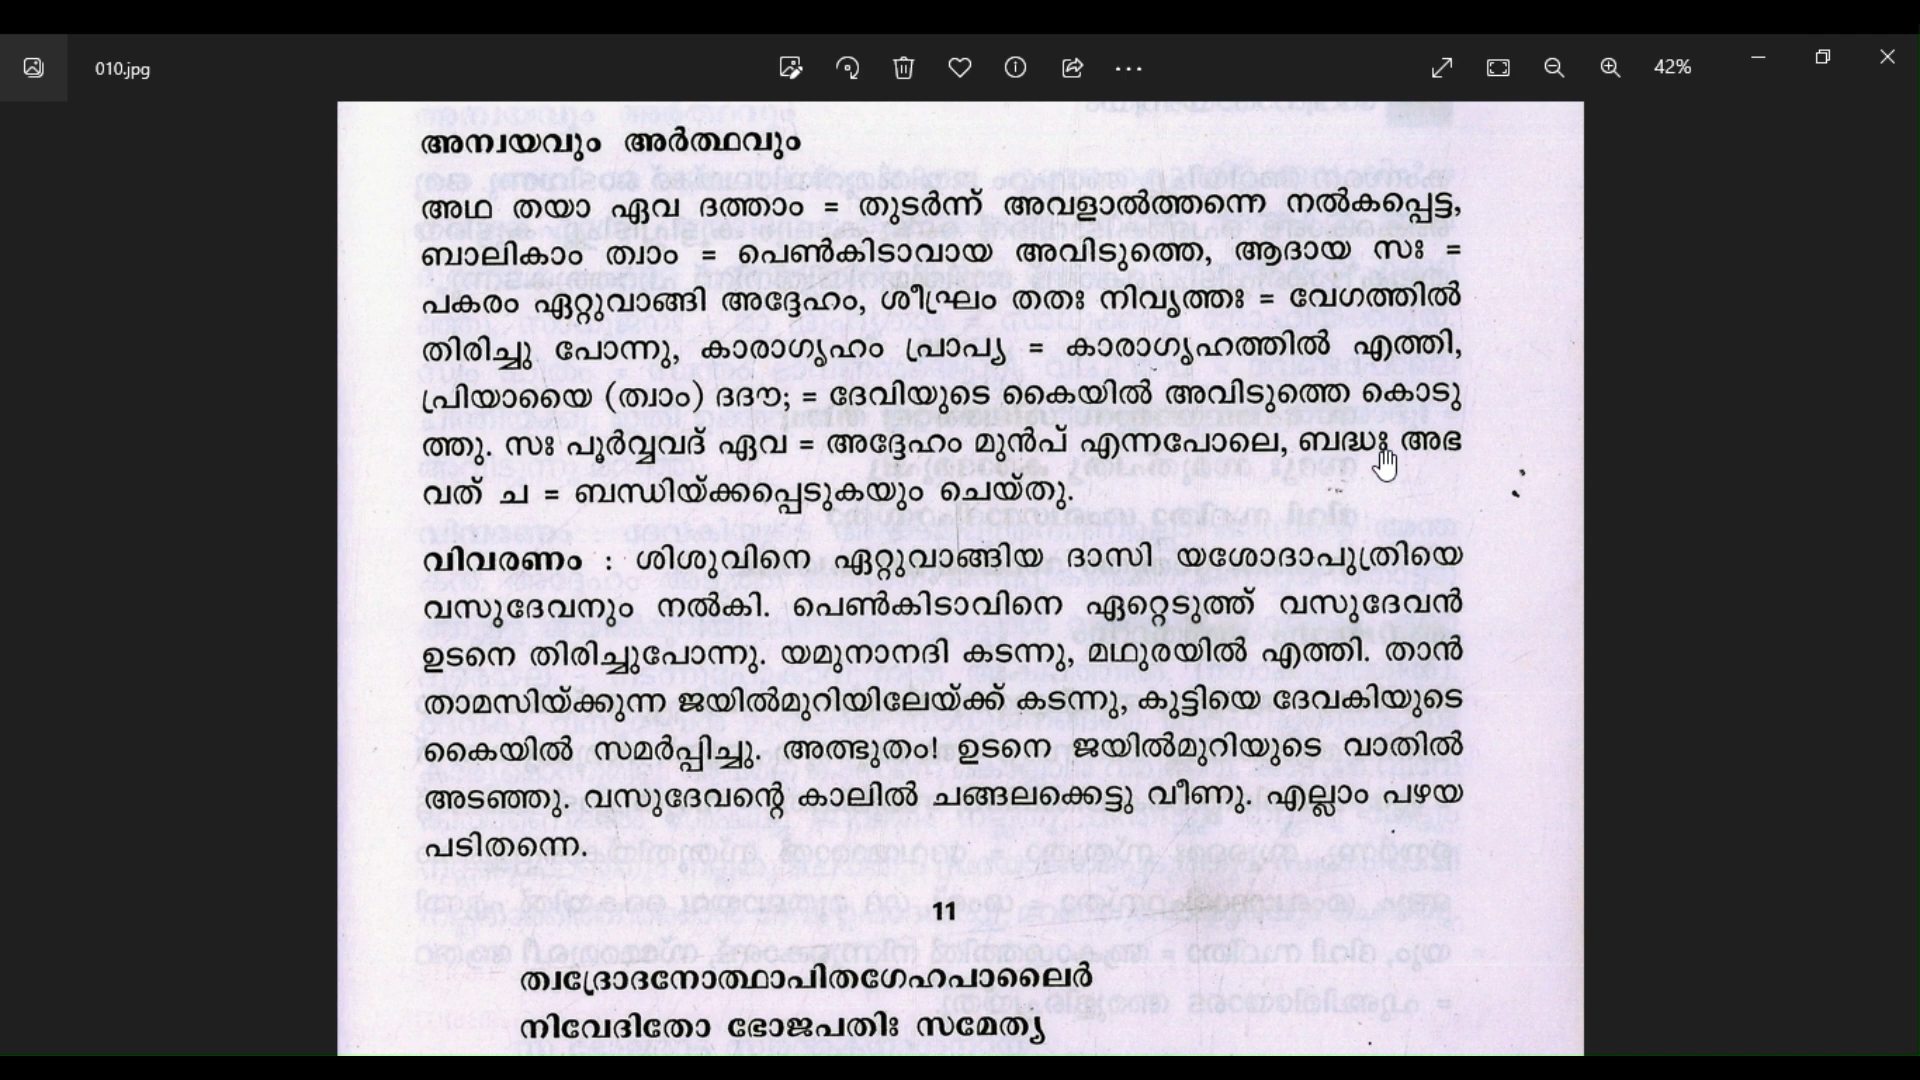 010.jpg
42%
അന്വയവും അർത്ഥവും
അഥ തയാ ഏവ ദത്താം = തുടർന്ന് അവളാൽത്തന്നെ നൽകപ്പെട്ട,
ബാലികാം ത്വാം = പെൺകിടാവായ അവിടുത്തെ, ആദായ സഃ =
പകരം ഏറ്റുവാങ്ങി അദ്ദേഹം, ശീഘ്രം തതഃ നിവൃത്തഃ = വേഗത്തിൽ
തിരിച്ചു പോന്നു, കാരാഗൃഹം പ്രാപ്യ = കാരാഗൃഹത്തിൽ എത്തി,
പ്രിയായൈ (ത്വാം) ദദൗ; = ദേവിയുടെ കൈയിൽ അവിടുത്തെ കൊടു
ത്തു. സഃ പൂർവ്വവദ് ഏവ = അദ്ദേഹം മുൻപ് എന്നപോലെ, ബദ്ധഃ അഭ
വത് ച = ബന്ധിയ്ക്കപ്പെടുകയും ചെയ്തു.
വിവരണം : ശിശുവിനെ ഏറ്റുവാങ്ങിയ ദാസി യശോദാപുത്രിയെ
വസുദേവനും നൽകി. പെൺകിടാവിനെ ഏറ്റെടുത്ത് വസുദേവൻ
ഉടനെ തിരിച്ചുപോന്നു. യമുനാനദി കടന്നു, മഥുരയിൽ എത്തി. താൻ
താമസിയ്ക്കുന്ന ജയിൽമുറിയിലേയ്ക്ക് കടന്നു, കുട്ടിയെ ദേവകിയുടെ
കൈയിൽ സമർപ്പിച്ചു. അത്ഭുതം! ഉടനെ ജയിൽമുറിയുടെ വാതിൽ
അടഞ്ഞു. വസുദേവന്റെ കാലിൽ ചങ്ങലക്കെട്ടു വീണു. എല്ലാം പഴയ
പടിതന്നെ.
11
ത്വദ്രോദനോത്ഥാപിതഗേഹപാലൈർ
നിവേദിതോ ഭോജപതിഃ സമേത്യ